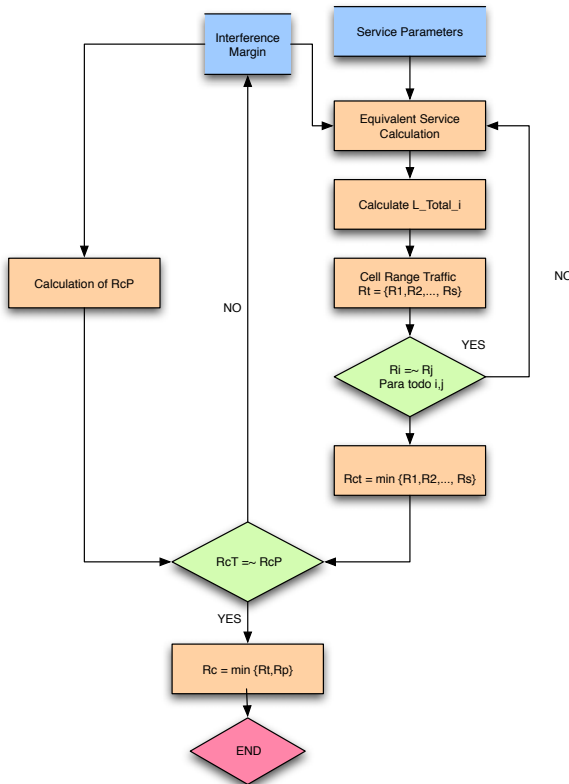 Interference
Margin
Service Parameters
Equivalent Service
Calculation
Calculate L_Total_i
Calculation of RcP
Cell Range Traffic
Rt = {R1,R2,..., Rs}
NO
NO
YES
Ri =~ Rj
Para todo i,j
Rct = min {R1,R2,..., Rs}
RcT =~ RcP
YES
Rc = min {Rt,Rp}
END